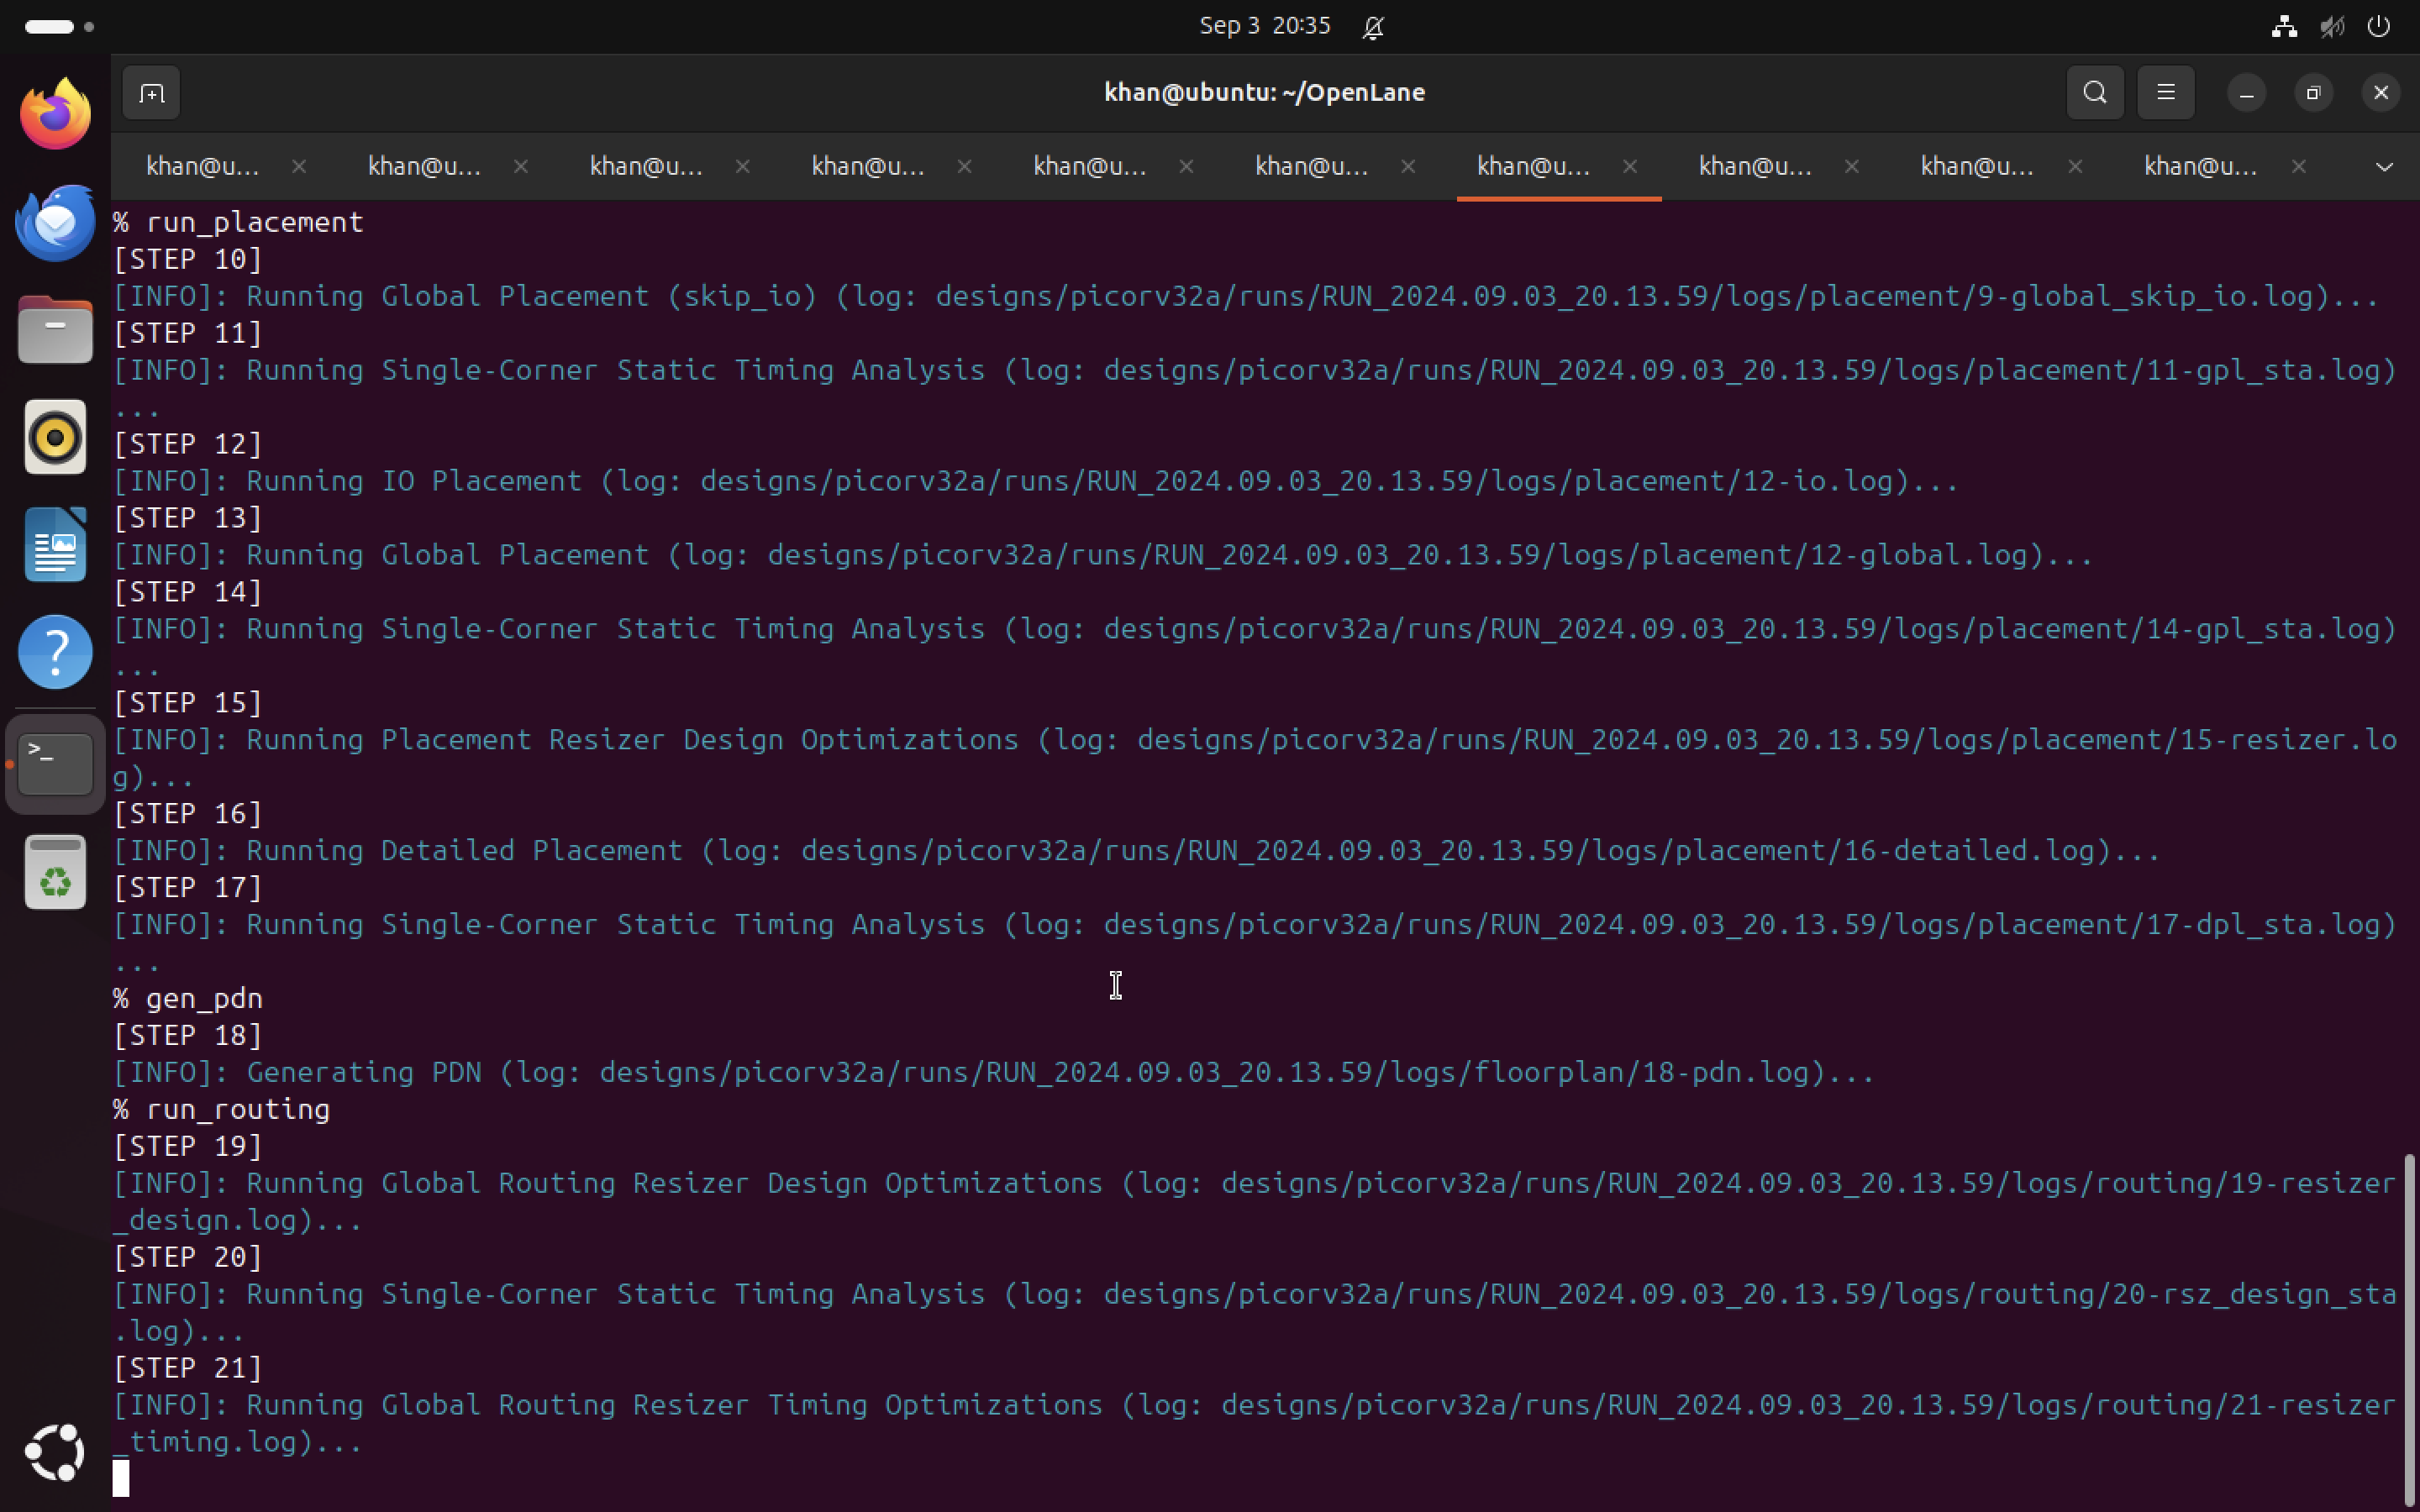 Sep 3 20:35
khan@ubuntu: ~/OpenLane
khan@u... khan@u... khan@u... khan@u... khan@u... khan@u... khan@u... khan@u... khan@u... khan@u...
% run_placement
[STEP 10]
[INFO]: Running Global Placement (skip_io) (log: designs/picorv32a/runs/RUN_2024.09.03_20.13.59/logs/placement/9-global_skip_io.log)...
[STEP 11]
[INFO]: Running Single-Corner Static Timing Analysis (log: designs/picorv32a/runs/RUN_2024.09.03_20.13.59/logs/placement/11-gpl_sta.log)
...
[STEP 12]
[INFO]: Running IO Placement (log: designs/picorv32a/runs/RUN_2024.09.03_20.13.59/logs/placement/12-io.log)...
[STEP 13]
[INFO]: Running Global Placement (log: designs/picorv32a/runs/RUN_2024.09.03_20.13.59/logs/placement/12-global.log)...
[STEP 14]
[INFO]: Running Single-Corner Static Timing Analysis (log: designs/picorv32a/runs/RUN_2024.09.03_20.13.59/logs/placement/14-gpl_sta.log)
...
[STEP 15]
[INFO]: Running Placement Resizer Design Optimizations (log: designs/picorv32a/runs/RUN_2024.09.03_20.13.59/logs/placement/15-resizer.lo
g)...
[STEP 16]
[INFO]: Running Detailed Placement (log: designs/picorv32a/runs/RUN_2024.09.03_20.13.59/logs/placement/16-detailed.log)...
[STEP 17]
[INFO]: Running Single-Corner Static Timing Analysis (log: designs/picorv32a/runs/RUN_2024.09.03_20.13.59/logs/placement/17-dpl_sta.log)
...
% gen_pdn
[STEP 18]
[INFO]: Generating PDN (log: designs/picorv32a/runs/RUN_2024.09.03_20.13.59/logs/floorplan/18-pdn.log)...
% run_routing
[STEP 19]
[INFO]: Running Global Routing Resizer Design Optimizations (log: designs/picorv32a/runs/RUN_2024.09.03_20.13.59/logs/routing/19-resizer
_design.log)...
[STEP 20]
[INFO]: Running Single-Corner Static Timing Analysis (log: designs/picorv32a/runs/RUN_2024.09.03_20.13.59/logs/routing/20-rsz_design_sta
.log)...
[STEP 21]
[INFO]: Running Global Routing Resizer Timing Optimizations (log: designs/picorv32a/runs/RUN_2024.09.03_20.13.59/logs/routing/21-resizer
_timing.log)...